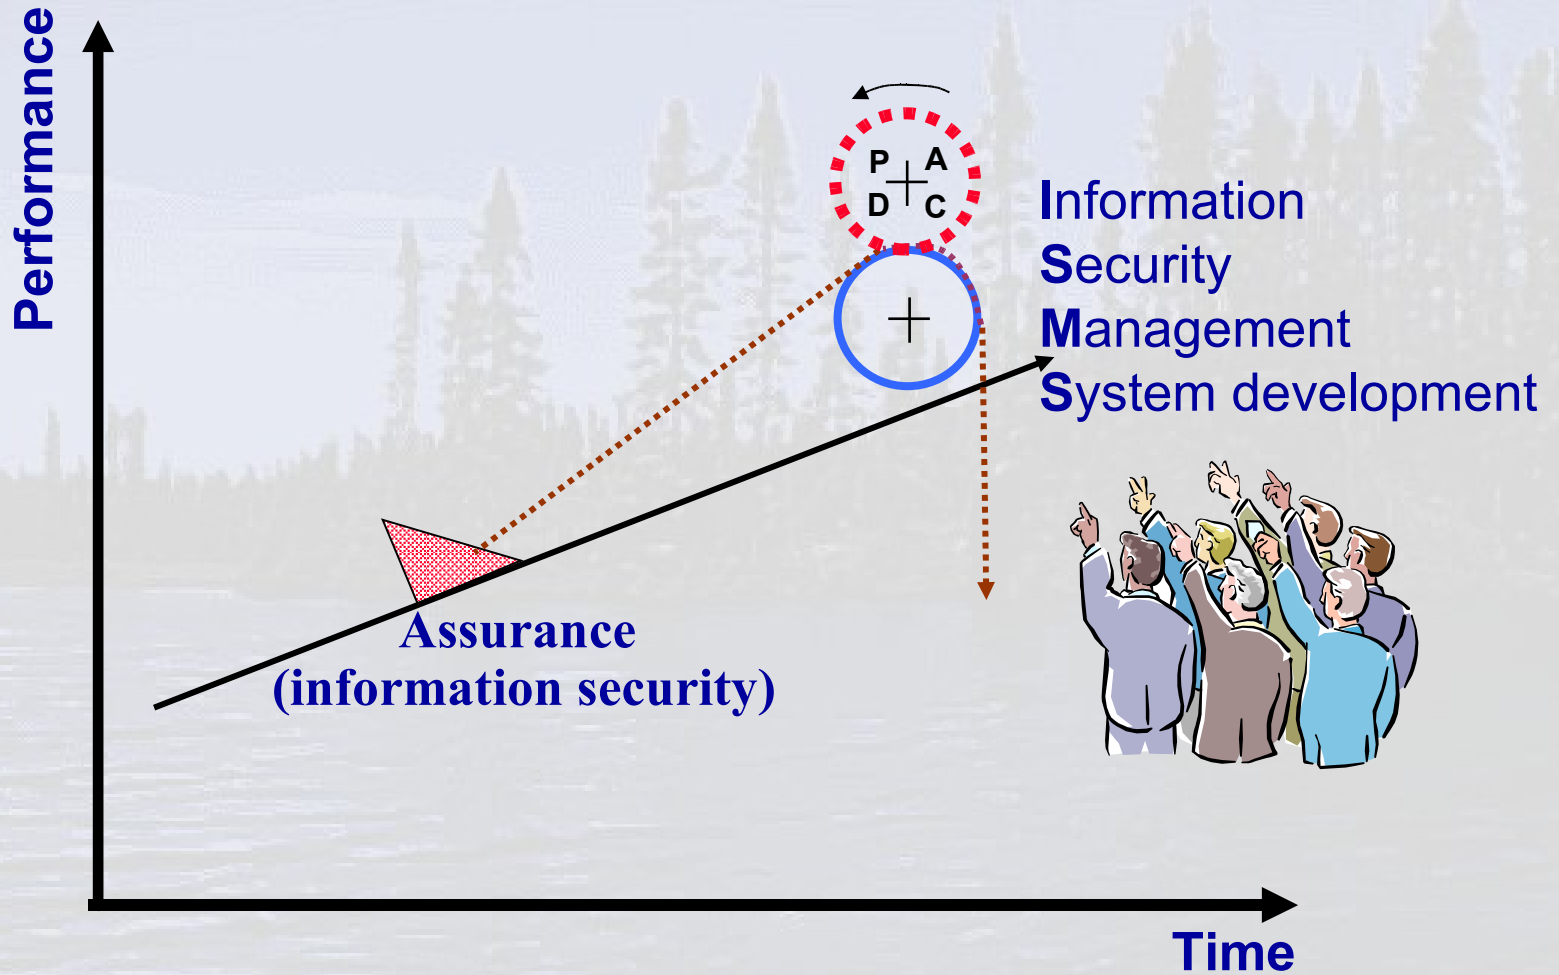 Performance
P A
D C
Information
Security
Management
System development
Assurance
(information security)
Time